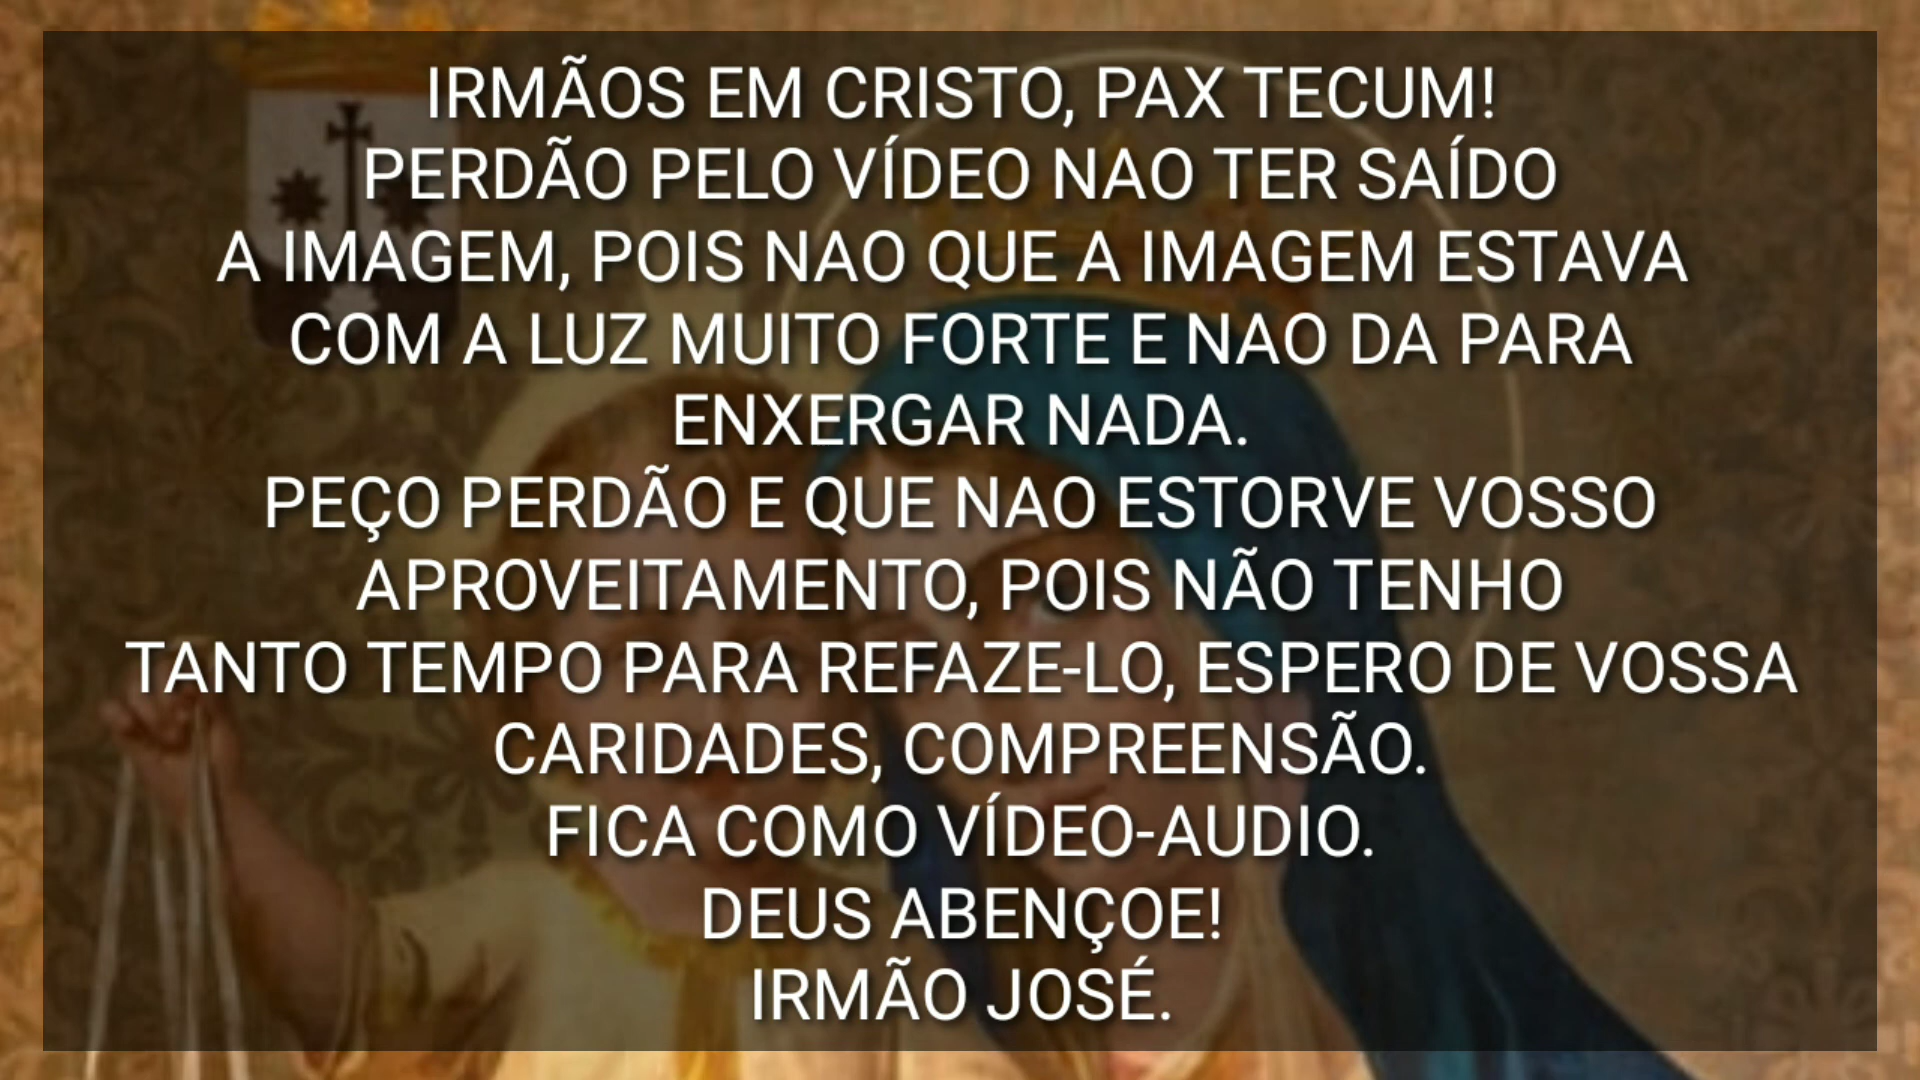 IRMÃOS EM CRISTO, PAX TECUM!
PERDÃO PELO VÍDEO NAO TER SAÍDO
A IMAGEM, POIS NAO QUE A IMAGEM ESTAVA
COM A LUZ MUITO FORTE E NAO DA PARA
ENXERGAR NADA.
PEÇO PERDÃO E QUE NAO ESTORVE VOSSO
APROVEITAMENTO, POIS NÃO TENHO
TANTO TEMPO PARA REFAZE-LO, ESPERO DE VOSSA
CARIDADES, COMPREENSÃO.
FICA COMO VÍDEO-AUDIO.
DEUS ABENÇOE!
IRMÃO JOSÉ.